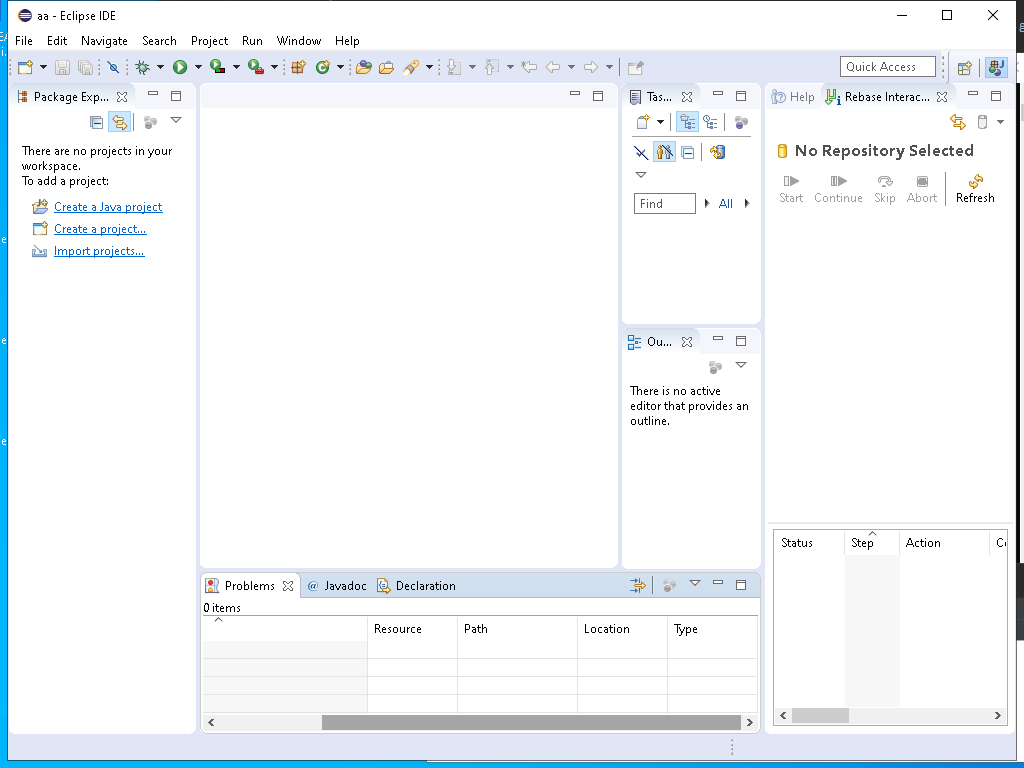 aa - Eclipse IDE
File Edit Navigate Search Project Run Window Help
Quick Access
Package Exp...
There are no projects in your
workspace.
To add a project:
Create a Java project
Create a project...
Import projects...
Tas...
Find
All
Ou...
There is no active
editor that provides an
outline.
Help
Rebase Interac...
No Repository Selected
Start Continue Skip Abort Refresh
Status Step Action
Problems @ Javadoc Declaration
0 items
Resource Path Location Type